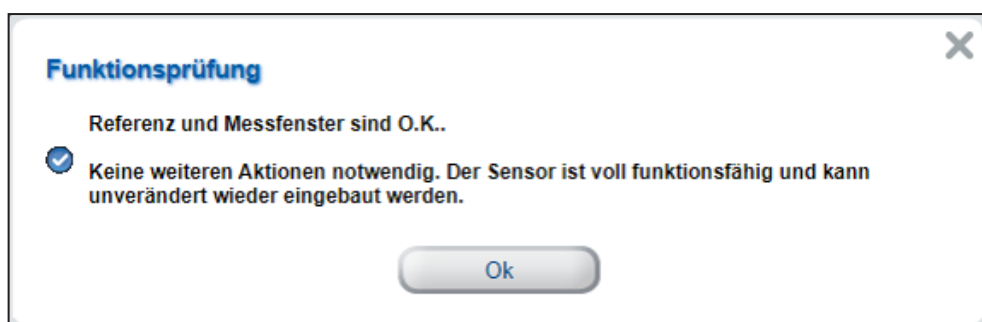 Funktionsprüfung
Referenz und Messfenster sind O.K..
Keine weiteren Aktionen notwendig. Der Sensor ist voll funktionsfähig und kann
unverändert wieder eingebaut werden.
Ok